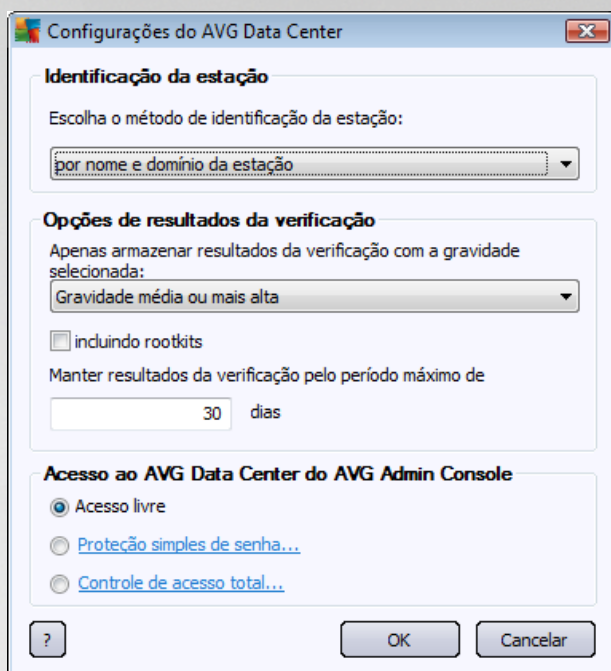 Configurações do AVG Data Center
Identificação da estação
Escolha o método de identificação da estação:
por nome e domínio da estação
Opções de resultados da verificação
Apenas armazenar resultados da verificação com a gravidade
selecionada:
Gravidade média ou mais alta
incluindo rootkits
Manter resultados da verificação pelo período máximo de
30 dias
Acesso ao AVG Data Center do AVG Admin Console
Acesso livre
Proteção simples de senha...
Controle de acesso total...
? OK Cancelar